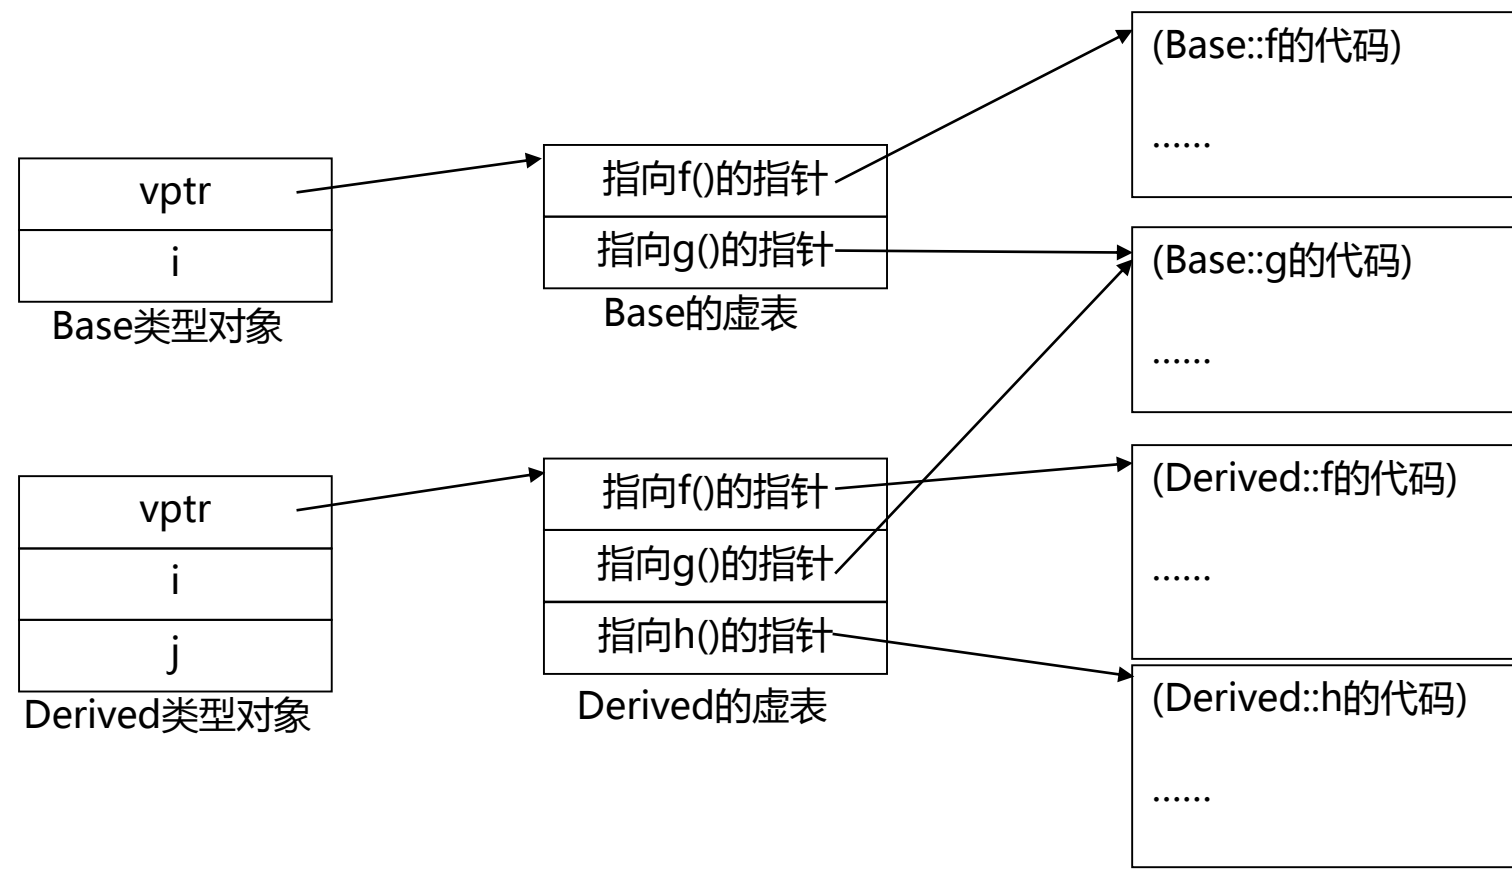 vptr
i
Base类型对象
指向f()的指针
指向g()的指针
Base的虚表
(Base::f的代码)
......
(Base::g的代码)
......
vptr
i
j
Derived类型对象
指向f()的指针
指向g()的指针
指向h()的指针
Derived的虚表
(Derived::f的代码)
......
(Derived::h的代码)
......